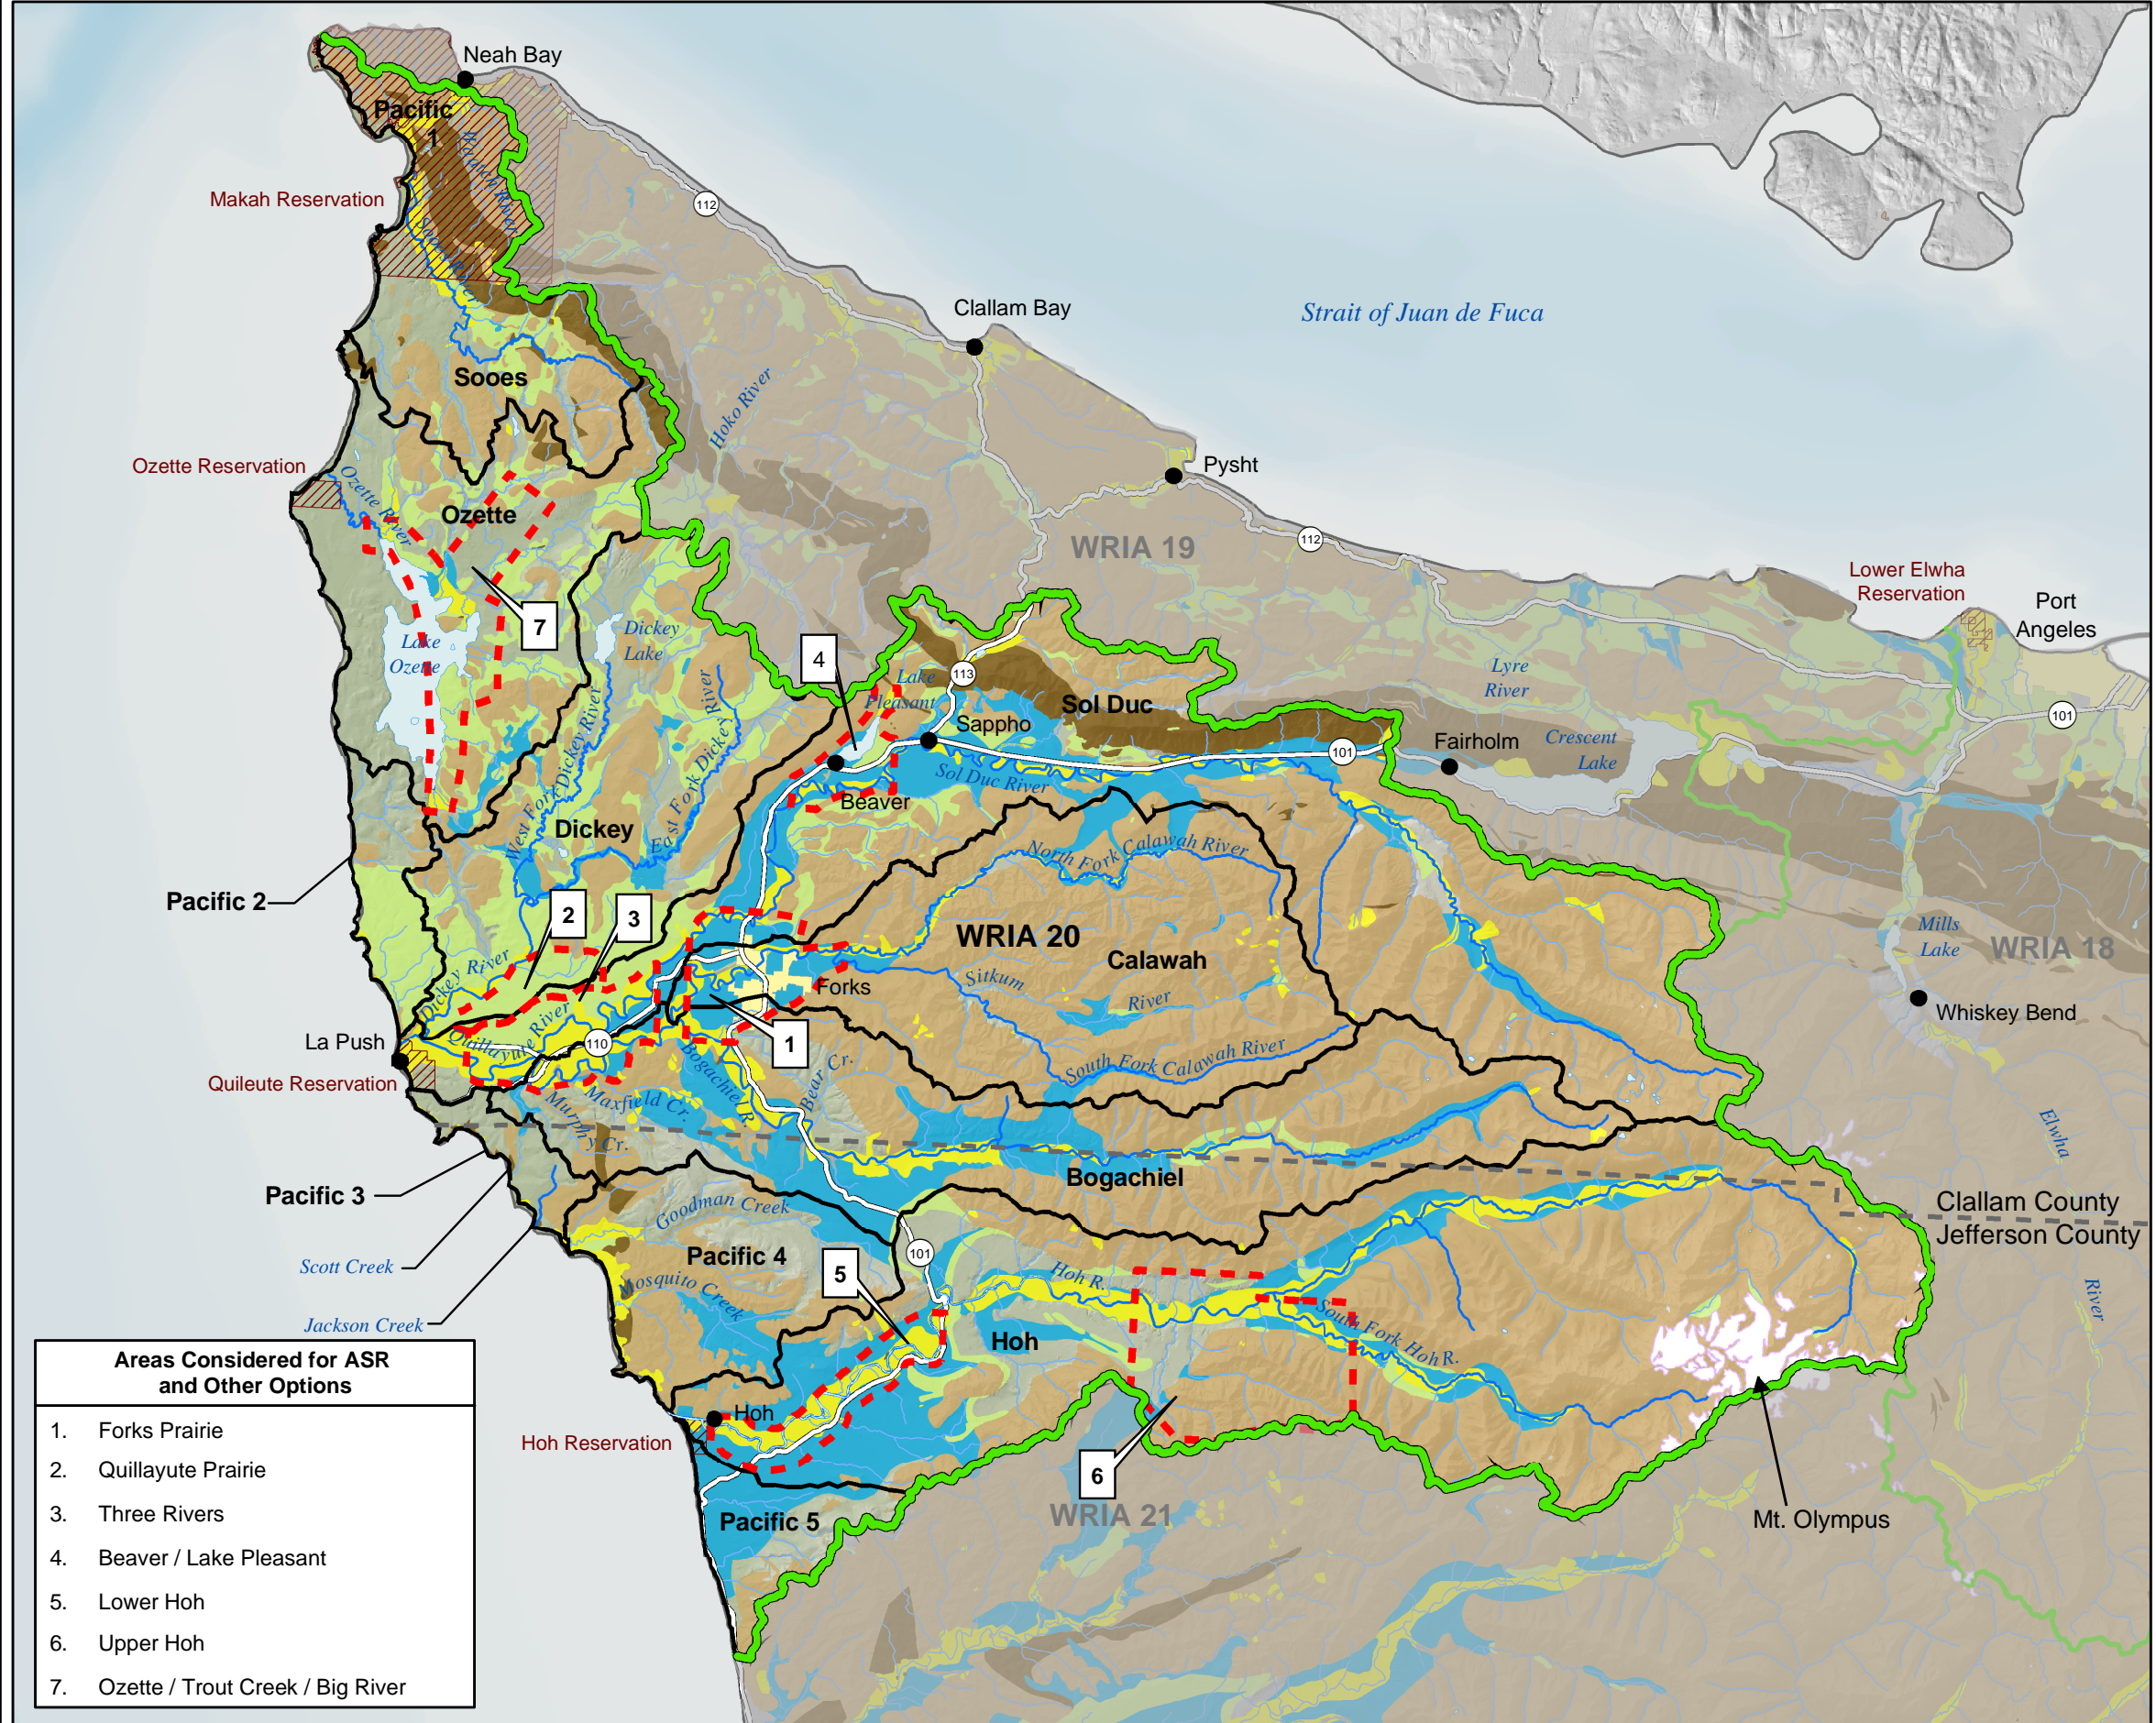 Neah Bay
Pacific
1
Waatch River
Makah Reservation
Sooes River
112
Clallam Bay
Strait of Juan de Fuca
Sooes
Hoko River
Ozette Reservation
Ozette River
Ozette
Pysht
112
WRIA 19
Lower Elwha
Reservation
Port
Angeles
7
Dickey
Lake
Lake
Ozette
4
Lake
Pleasant
113
Sappho
Sol Duc
Lyre
River
101
101
Fairholm
Crescent
Lake
Sol Duc River
Beaver
West Fork Dickey River
East Fork Dickey River
Dickey
North Fork Calawah River
Pacific 2
2
3
WRIA 20
Calawah
Mills
Lake
WRIA 18
Dickey River
Sitkum
River
Forks
Whiskey Bend
La Push
Quillayute River
110
1
Quileute Reservation
Bogachiel R.
Bear Cr.
South Fork Calawah River
Maxfield Cr.
Murphy Cr.
Elwha
River
Bogachiel
Pacific 3
Goodman Creek
Clallam County
Jefferson County
Scott Creek
Pacific 4
101
5
Hoh R.
Mosquito Creek
Jackson Creek
South Fork Hoh R.
Hoh
Hoh
Hoh Reservation
6
WRIA 21
Pacific 5
Mt. Olympus
Areas Considered for ASR
and Other Options
1. Forks Prairie
2. Quillayute Prairie
3. Three Rivers
4. Beaver / Lake Pleasant
5. Lower Hoh
6. Upper Hoh
7. Ozette / Trout Creek / Big River